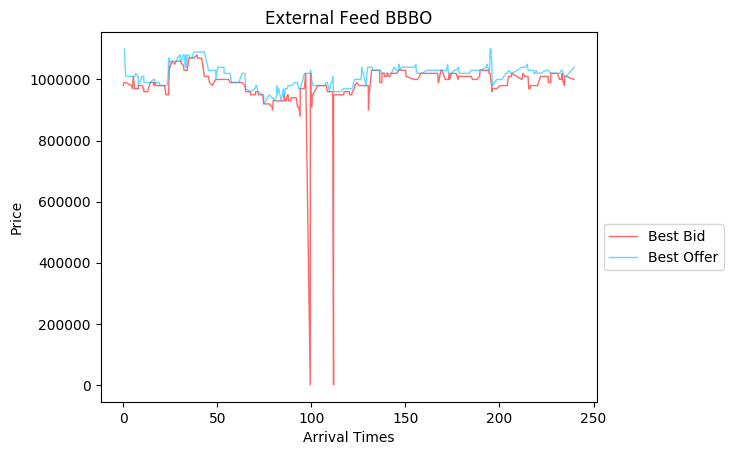 External Feed BBBO
1000000
800000
600000
400000
200000
0
Price
0 50 100 150 200 250
Arrival Times
Best Bid
Best Offer